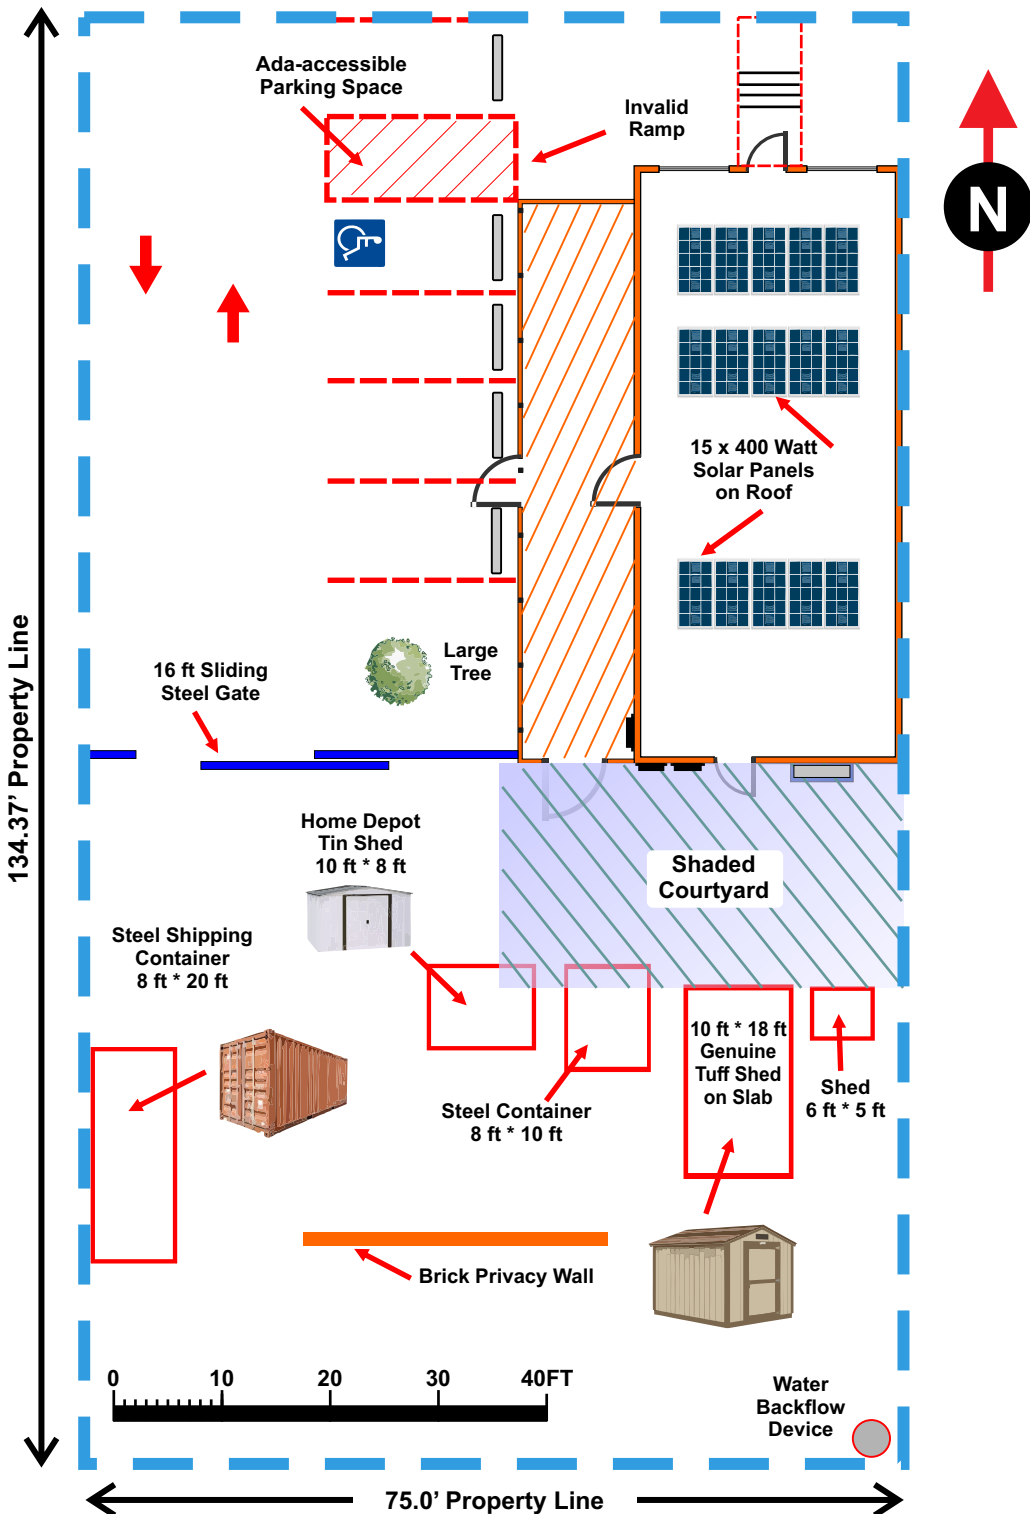 Ada-accessible
Parking Space
Invalid
Ramp
N
15 x 400 Watt
Solar Panels
on Roof
134.37' Property Line
Large
Tree
16 ft Sliding
Steel Gate
Home Depot
Tin Shed
10 ft * 8 ft
Shaded
Courtyard
Steel Shipping
Container
8 ft * 20 ft
10 ft * 18 ft
Genuine
Tuff Shed
on Slab
Shed
6 ft * 5 ft
Steel Container
8 ft * 10 ft
Brick Privacy Wall
0 10 20 30 40FT
Water
Backflow
Device
75.0' Property Line